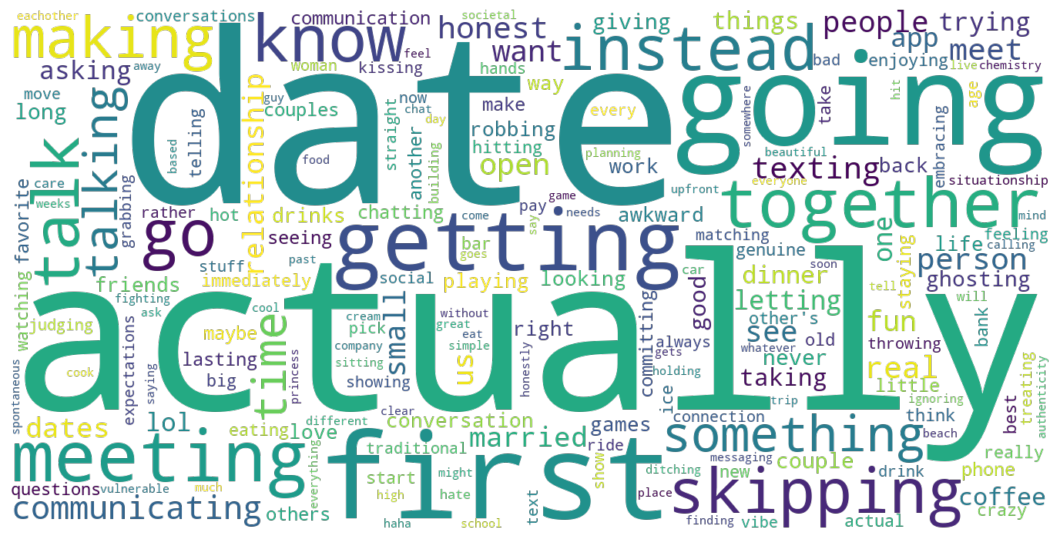 eachother
conversations
communication
societal
making
know
honest
giving
things
people
trying
date
going
instead
want
app
meet
feel
woman
kissing
hands
way
bad
enjoying
live
chemistry
asking
away
move
long
guy
couples
now
chat
day
make
every
work
robbing
hitting
open
planning
take
somewhere
hit
age
embracing
talk
talking
relationship
telling
based
food
straight
another
building
texting
back
beautiful
situationship
favorite
care
weeks
grabbing
rather
hot
drinks
chatting
pay
game
say
come
needs
awkward
upfront
everyone
together
mind
calling
feeling
go
seeing
getting
matching
genuine
one
life
person
stuff
past
bar
goes
friends
immediately
social
playing
looking
car
soon
dinner
tell
staying
will
ghosting
watching
fighting
ask
cool
cream
without
great
letting
other's
bank
actually
judging
maybe
time
company
eat
simple
pick
right
committing
good
see
old
fun
throwing
spontaneous
cook
expectations
saying
lasting
big
princess
sitting
small
us
showing
honestly
always
whatever
gets
holding
never
taking
real
little
ignoring
treating
authenticity
dates
lol
eating
love
clear
different
conversation
games
ice
connection
trip
think
best
beach
really
meeting
first
traditional
married
ride
something
everything
start
might
show
ditching
messaging
new
couple
phone
questions
vulnerable
much
high
hate
text
place
skipping
drink
coffee
communicating
others
haha
school
finding
vibe
actual
crazy